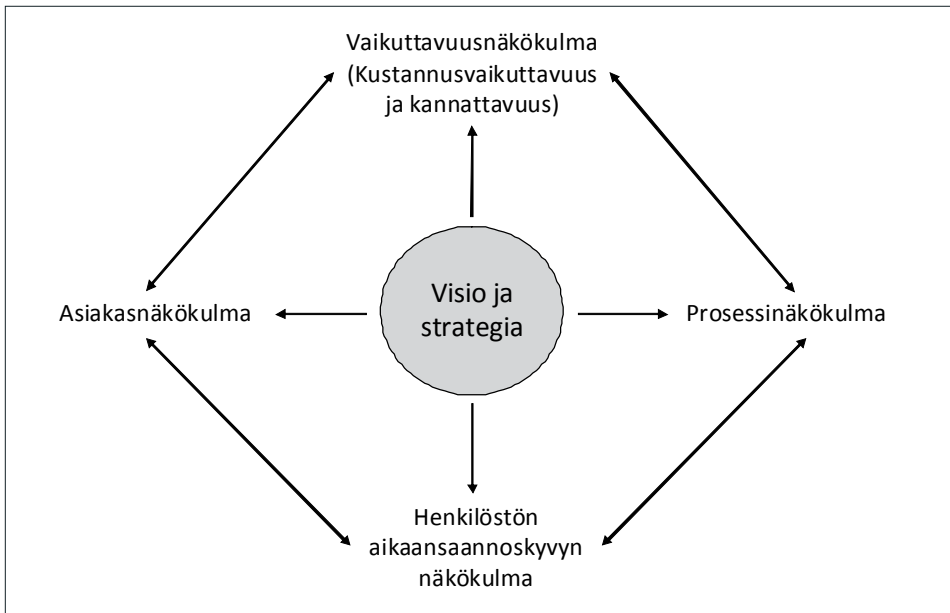 Vaikuttavuusnäkökulma
(Kustannusvaikuttavuus
ja kannattavuus)
Asiakasnäkökulma
Visio ja
strategia
Prosessinäkökulma
Henkilöstön
aikaansaannoskyvyn
näkökulma